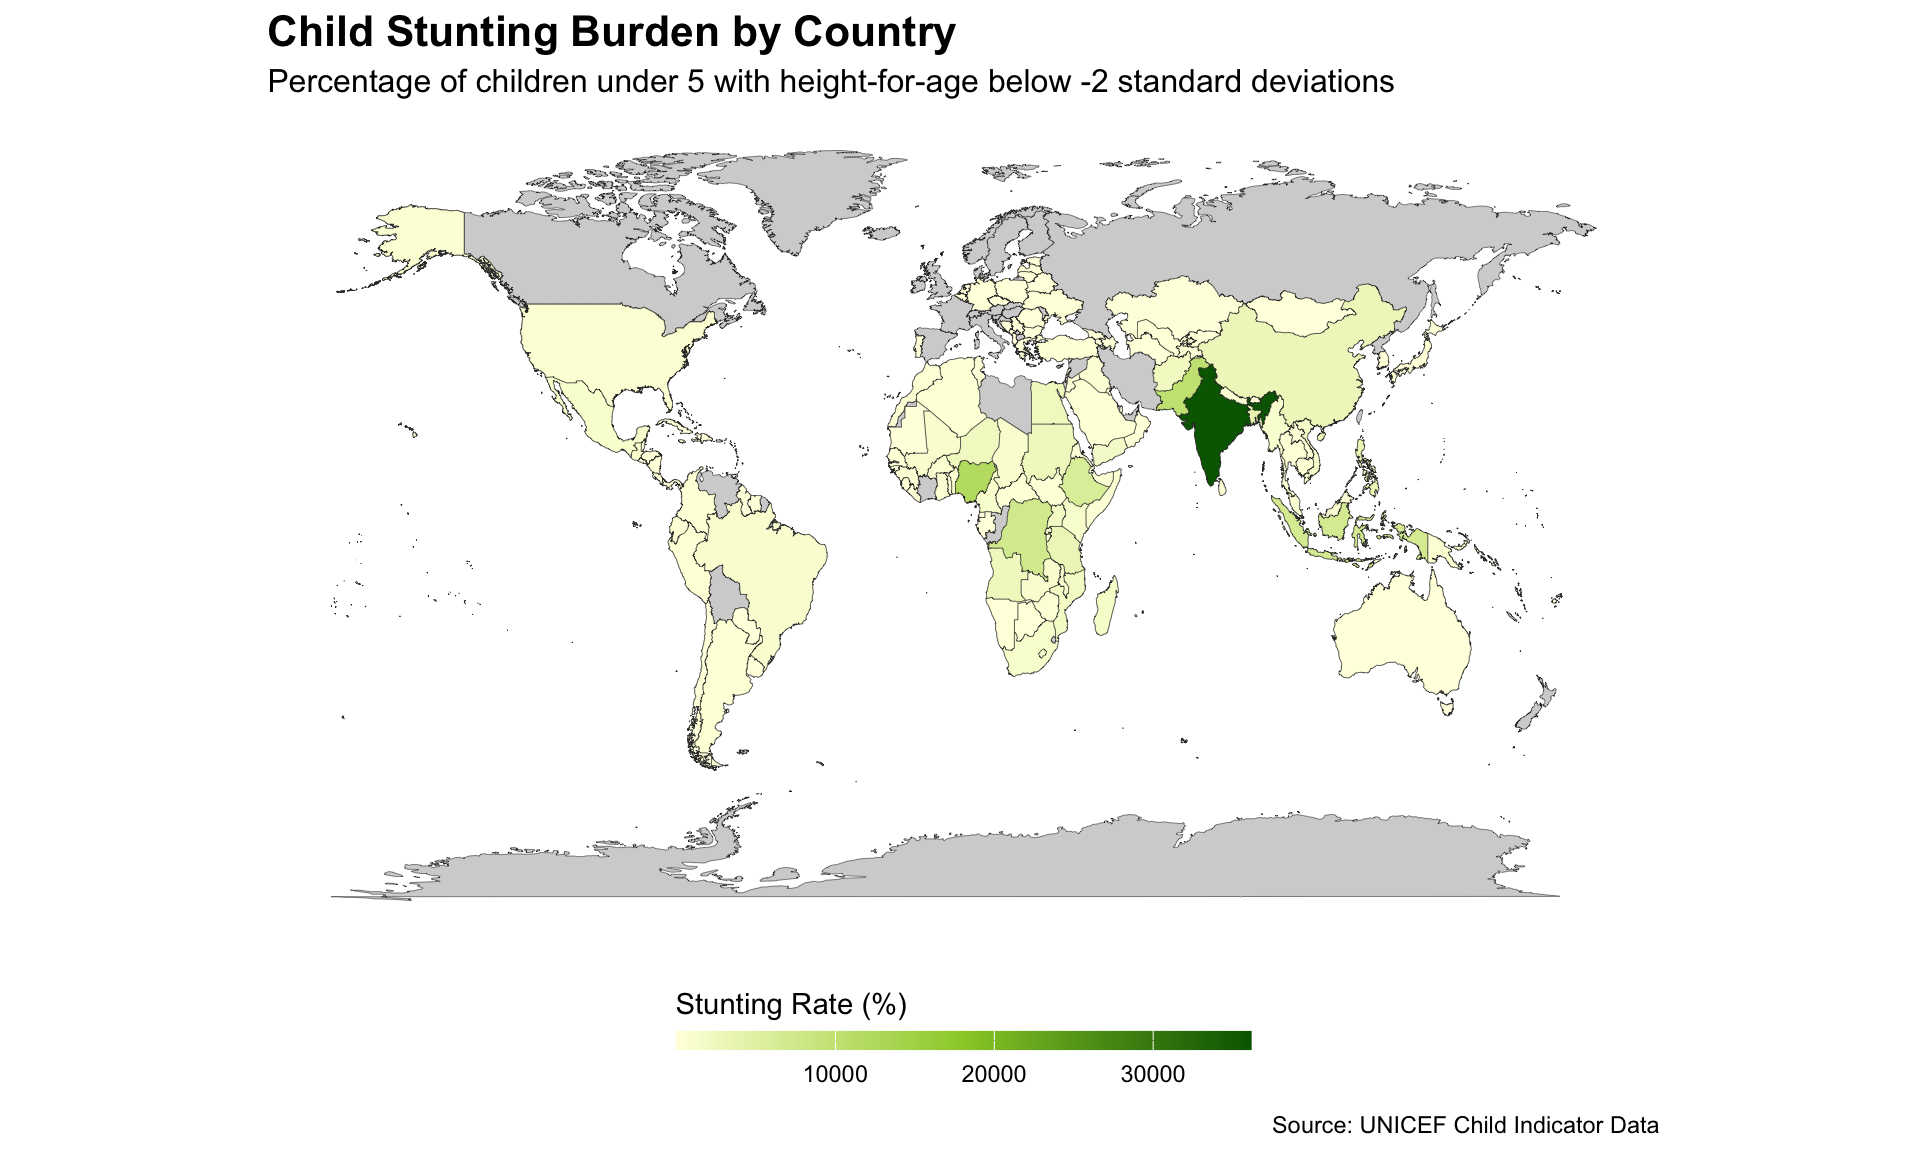 Child Stunting Burden by Country
Percentage of children under 5 with height-for-age below -2 standard deviations
Stunting Rate (%)
10000 20000 30000
Source: UNICEF Child Indicator Data